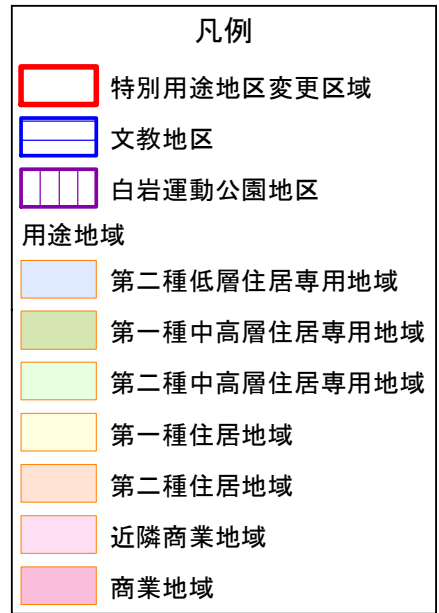 凡例
特別用途地区変更区域
文教地区
白岩運動公園地区
用途地域
第二種低層住居専用地域
第一種中高層住居専用地域
第二種中高層住居専用地域
第一種住居地域
第二種住居地域
近隣商業地域
商業地域